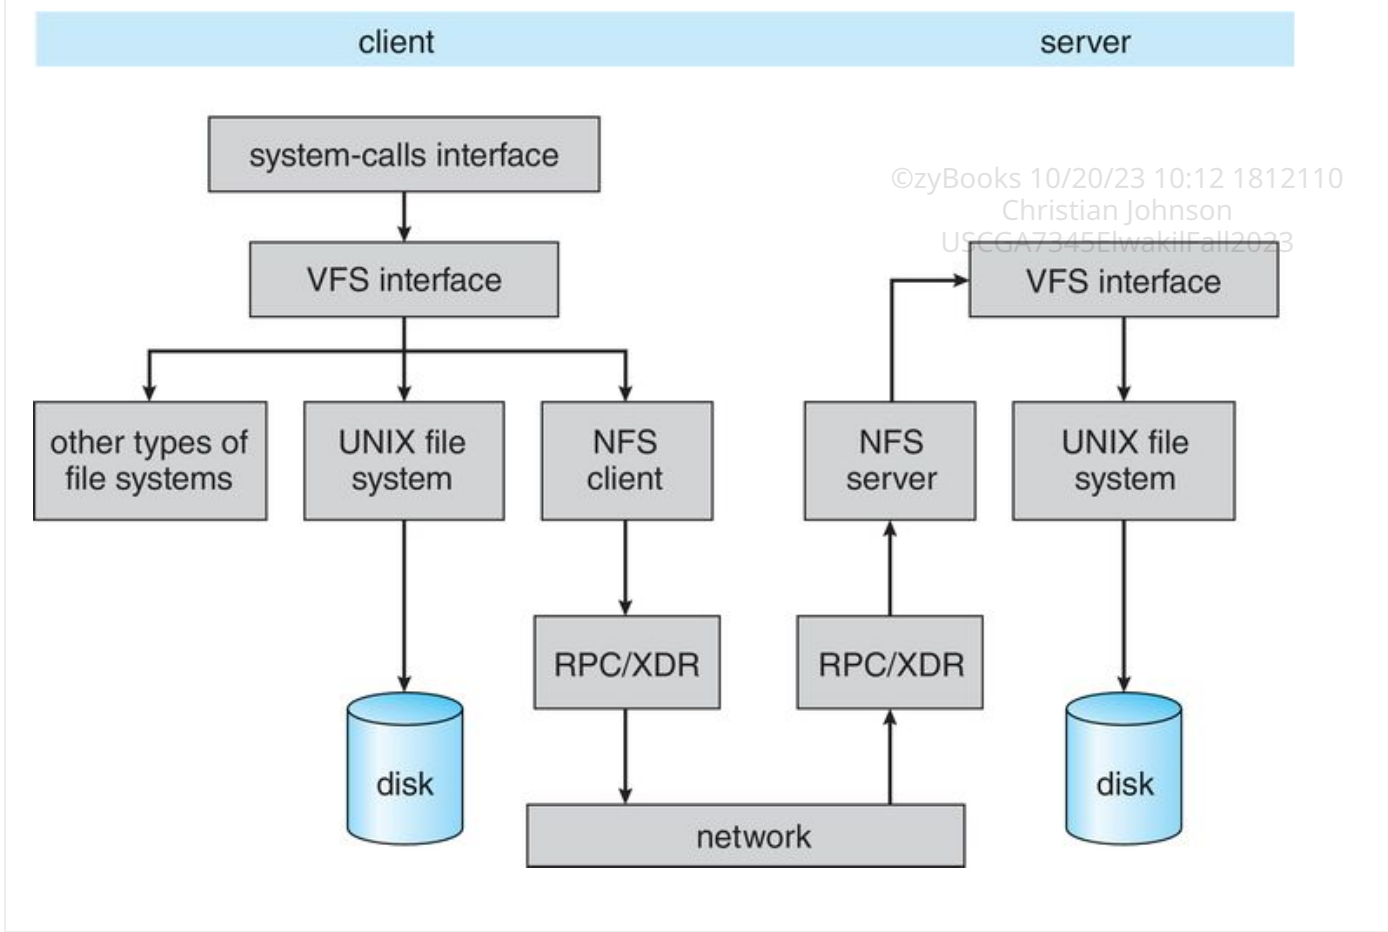 client
server
system-calls interface
©zyBooks 10/20/23 10:12 1812110
Christian Johnson
USCGA7345ElwakilFall2023
VFS interface
VFS interface
other types of
file systems
UNIX file
system
NFS
client
NFS
server
UNIX file
system
RPC/XDR
RPC/XDR
disk
disk
network